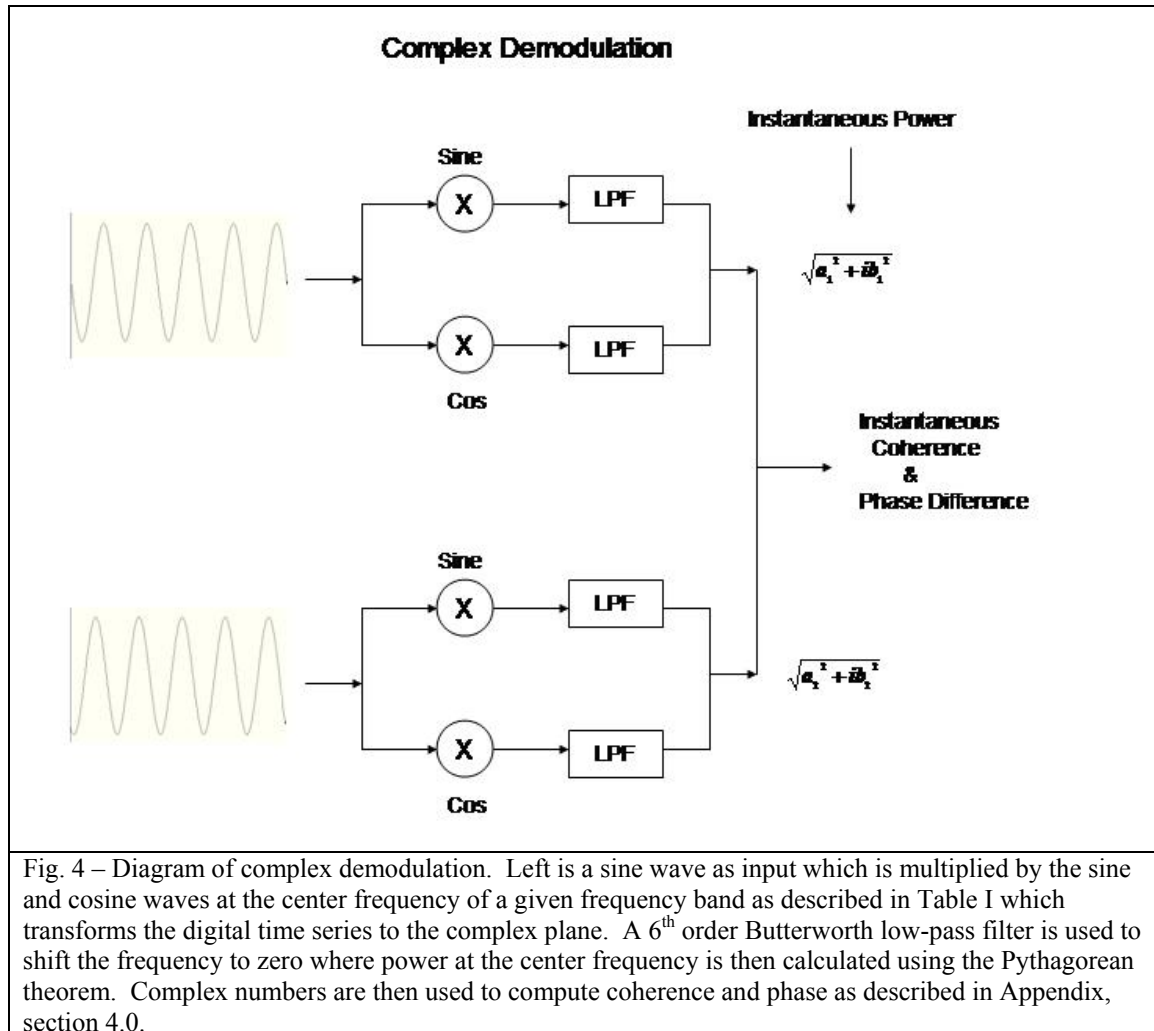 Complex Demodulation
Instantaneous Power
Sine
X
LPF
√a₁² + ib₁²
X
LPF
Cos
Instantaneous
Coherence
&
Phase Difference
Sine
X
LPF
√a₂² + ib₂²
X
LPF
Cos
Fig. 4 – Diagram of complex demodulation. Left is a sine wave as input which is multiplied by the sine
and cosine waves at the center frequency of a given frequency band as described in Table I which
transforms the digital time series to the complex plane. A 6th order Butterworth low-pass filter is used to
shift the frequency to zero where power at the center frequency is then calculated using the Pythagorean
theorem. Complex numbers are then used to compute coherence and phase as described in Appendix,
section 4.0.